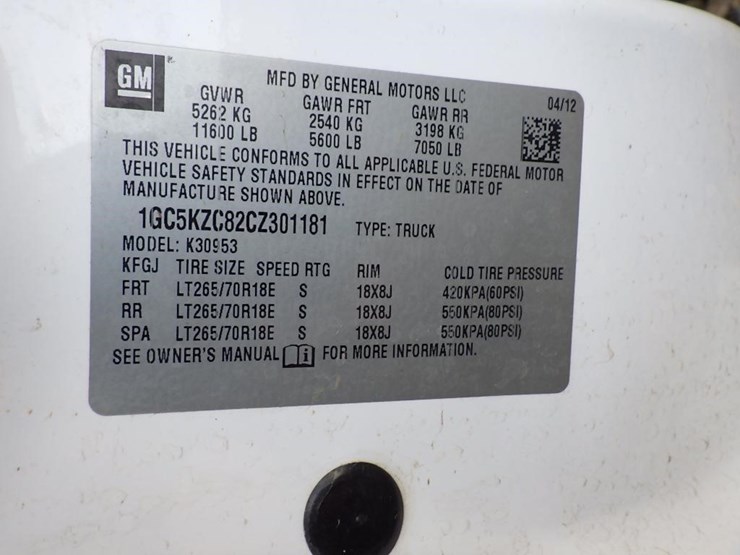 GM
MFD BY GENERAL MOTORS LLC 04/12
GVWR GAWR FRT GAWR RR
5262 KG 2540 KG 3198 KG
11600 LB 5600 LB 7050 LB
THIS VEHICLE CONFORMS TO ALL APPLICABLE U.S. FEDERAL MOTOR
VEHICLE SAFETY STANDARDS IN EFFECT ON THE DATE OF
MANUFACTURE SHOWN ABOVE.
1GC5KZC82CZ301181 TYPE: TRUCK
MODEL: K30953
KFGJ TIRE SIZE SPEED RTG RIM COLD TIRE PRESSURE
FRT LT265/70R18E S 18X8J 420KPA(60PSI)
RR LT265/70R18E S 18X8J 550KPA(80PSI)
SPA LT265/70R18E S 18X8J 550KPA(80PSI)
SEE OWNER'S MANUAL i FOR MORE INFORMATION.